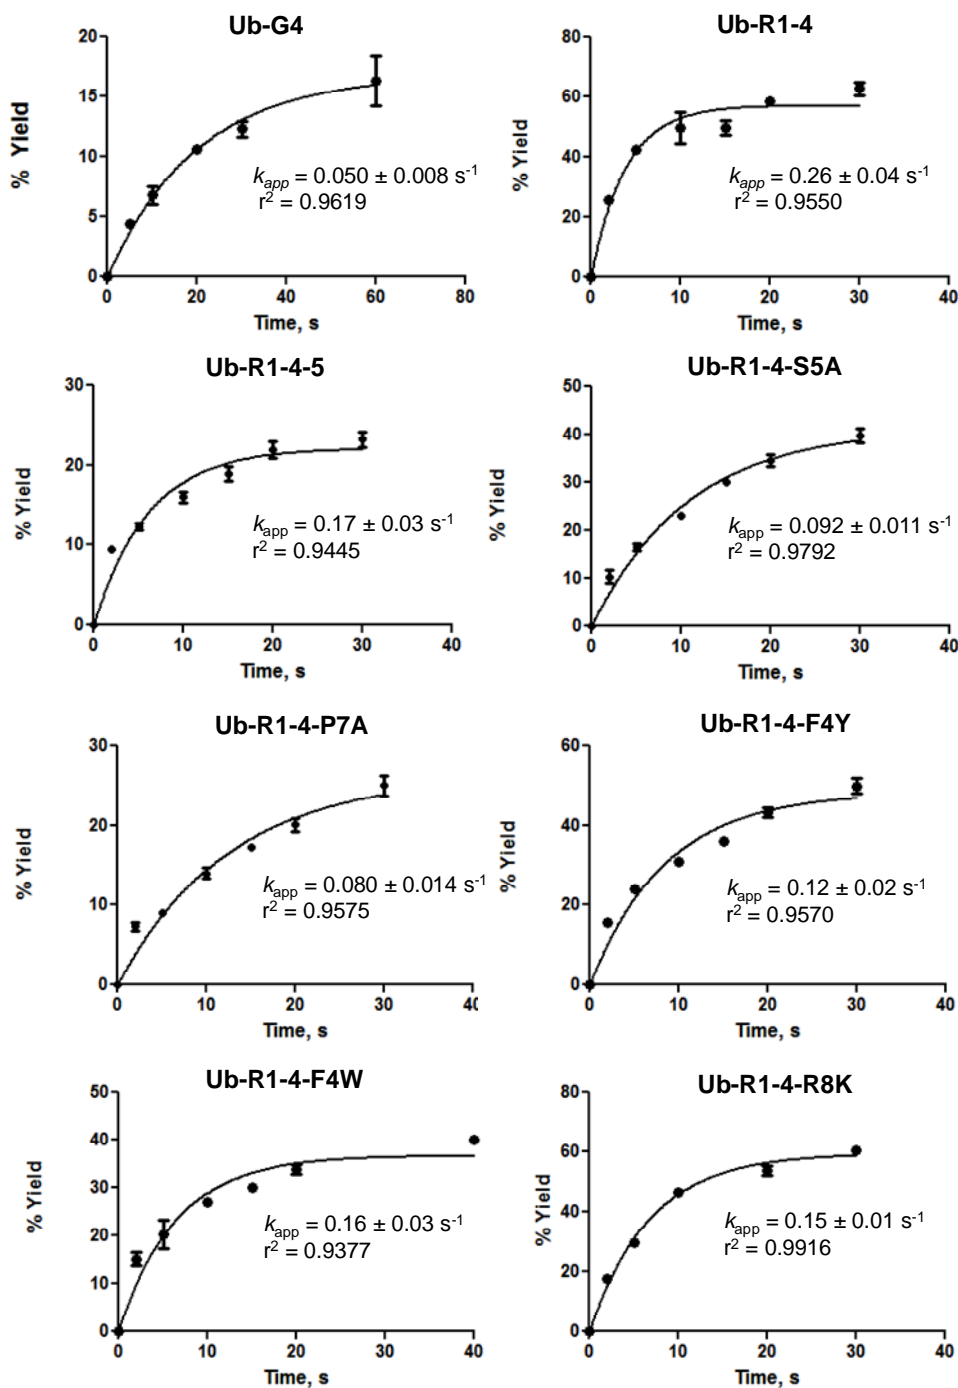 Ub-G4
20
15
10
5
0
% Yield
k_app = 0.050 ± 0.008 s⁻¹
r² = 0.9619
0 20 40 60 80
Time, s
Ub-R1-4
80
60
40
20
0
% Yield
k_app = 0.26 ± 0.04 s⁻¹
r² = 0.9550
0 10 20 30 40
Time, s
Ub-R1-4-5
30
20
10
0
% Yield
k_app = 0.17 ± 0.03 s⁻¹
r² = 0.9445
0 10 20 30 40
Time, s
Ub-R1-4-S5A
50
40
30
20
10
0
% Yield
k_app = 0.092 ± 0.011 s⁻¹
r² = 0.9792
0 10 20 30 40
Time, s
Ub-R1-4-P7A
30
20
10
0
% Yield
k_app = 0.080 ± 0.014 s⁻¹
r² = 0.9575
0 10 20 30 40
Time, s
Ub-R1-4-F4Y
60
40
20
0
% Yield
k_app = 0.12 ± 0.02 s⁻¹
r² = 0.9570
0 10 20 30 40
Time, s
Ub-R1-4-F4W
50
40
30
20
10
0
% Yield
k_app = 0.16 ± 0.03 s⁻¹
r² = 0.9377
0 10 20 30 40
Time, s
Ub-R1-4-R8K
80
60
40
20
0
% Yield
k_app = 0.15 ± 0.01 s⁻¹
r² = 0.9916
0 10 20 30 40
Time, s